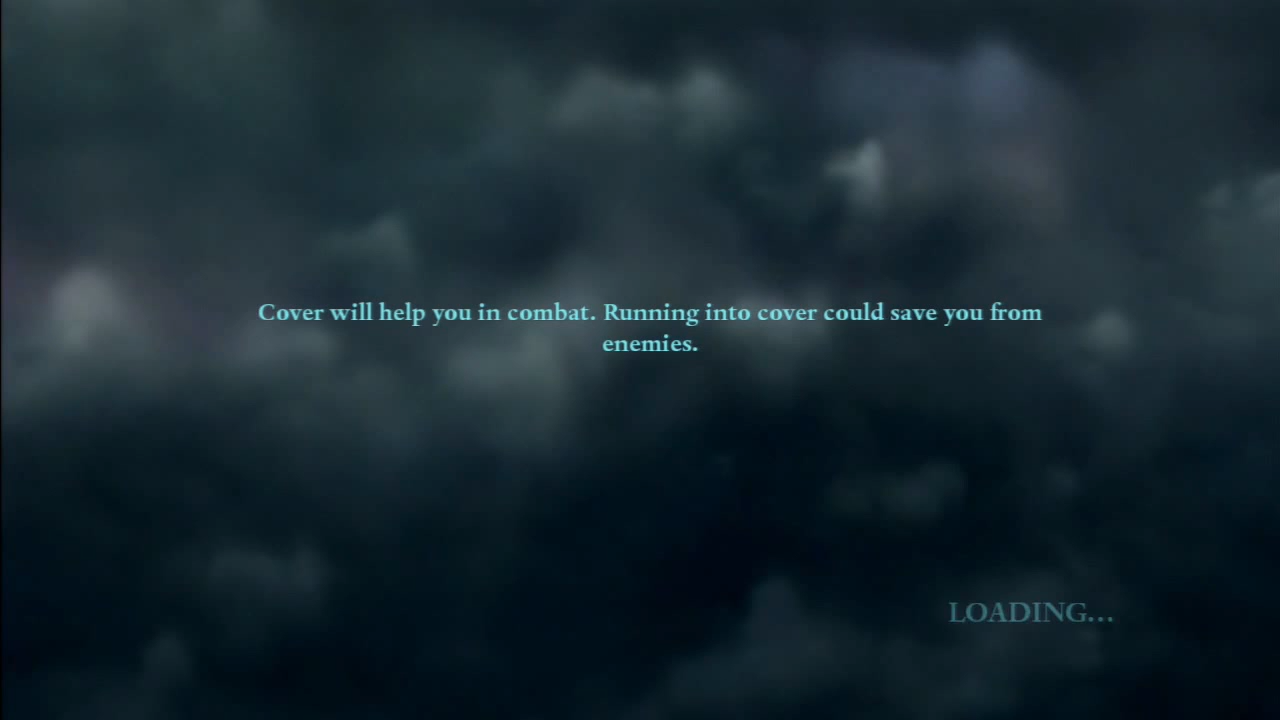 Cover will help you in combat. Running into cover could save you from
enemies.
LOADING...